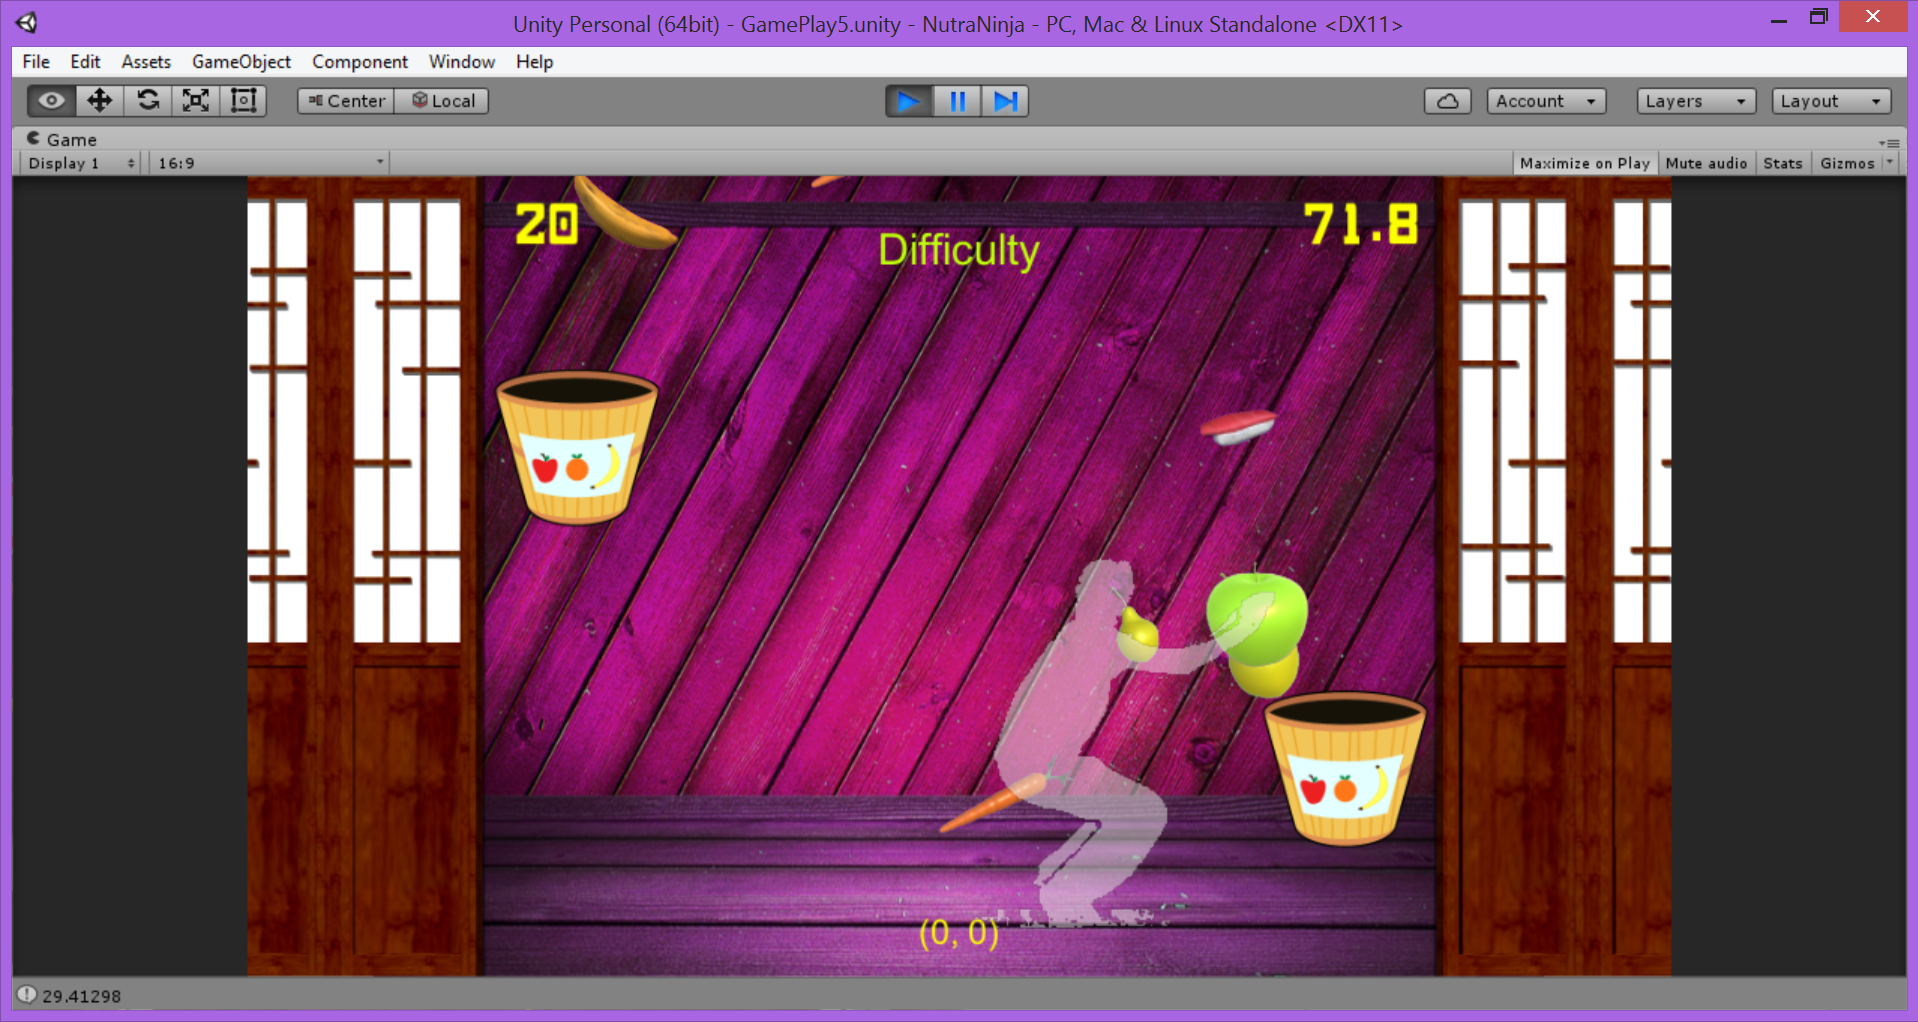 Unity Personal (64bit) - GamePlay5.unity - NutraNinja - PC, Mac & Linux Standalone <DX11>
File Edit Assets GameObject Component Window Help
Center Local Account Layers Layout
Game
Display 1 16:9 Maximize on Play Mute audio Stats Gizmos
20 71.8
Difficulty
(0, 0)
29.41298